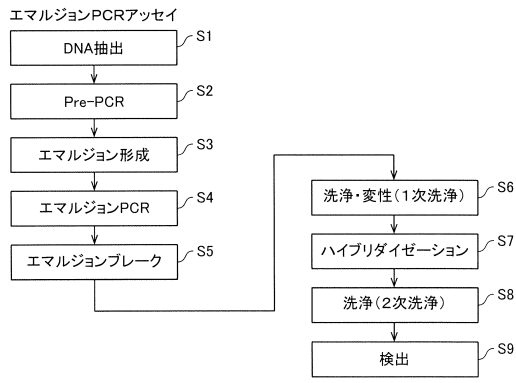 エマルジョンPCRアッセイ
DNA抽出 S1
Pre-PCR S2
エマルジョン形成 S3
エマルジョンPCR S4
エマルジョンブレーク S5
洗浄・変性(1次洗浄) S6
ハイブリダイゼーション S7
洗浄(2次洗浄) S8
検出 S9